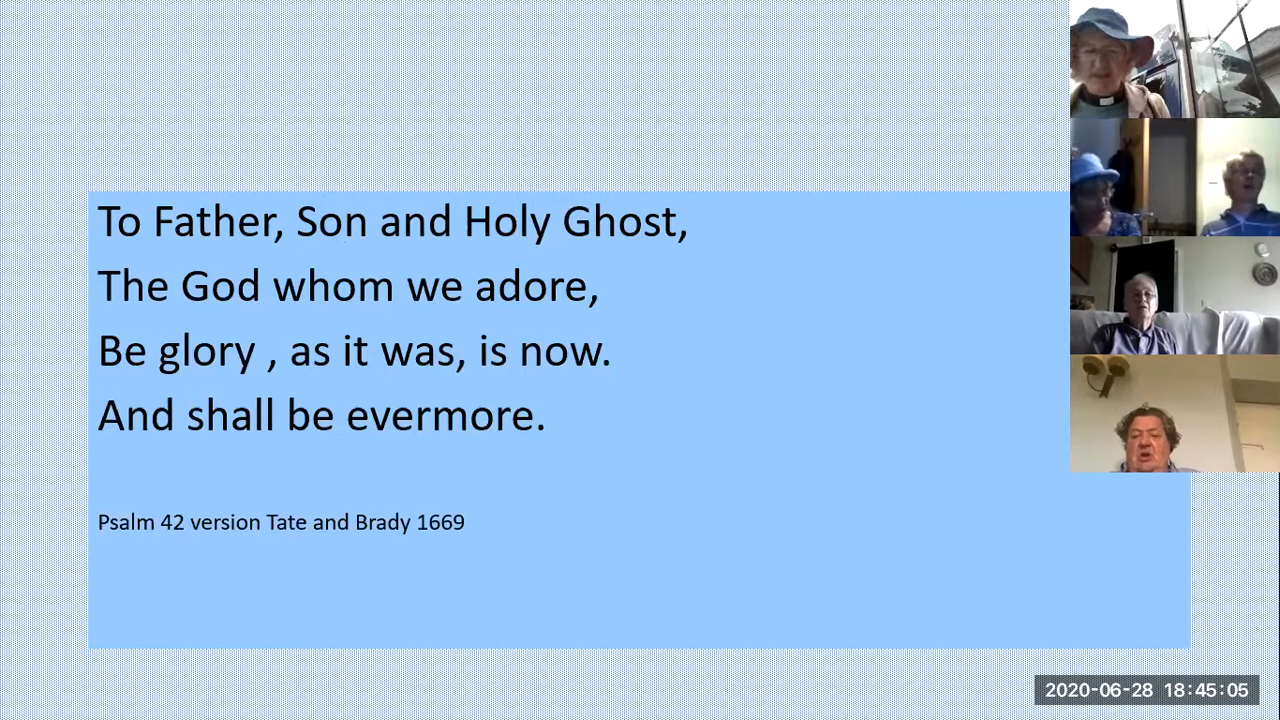 To Father, Son and Holy Ghost,
The God whom we adore,
Be glory , as it was, is now.
And shall be evermore.
Psalm 42 version Tate and Brady 1669
2020-06-28 18:45:05